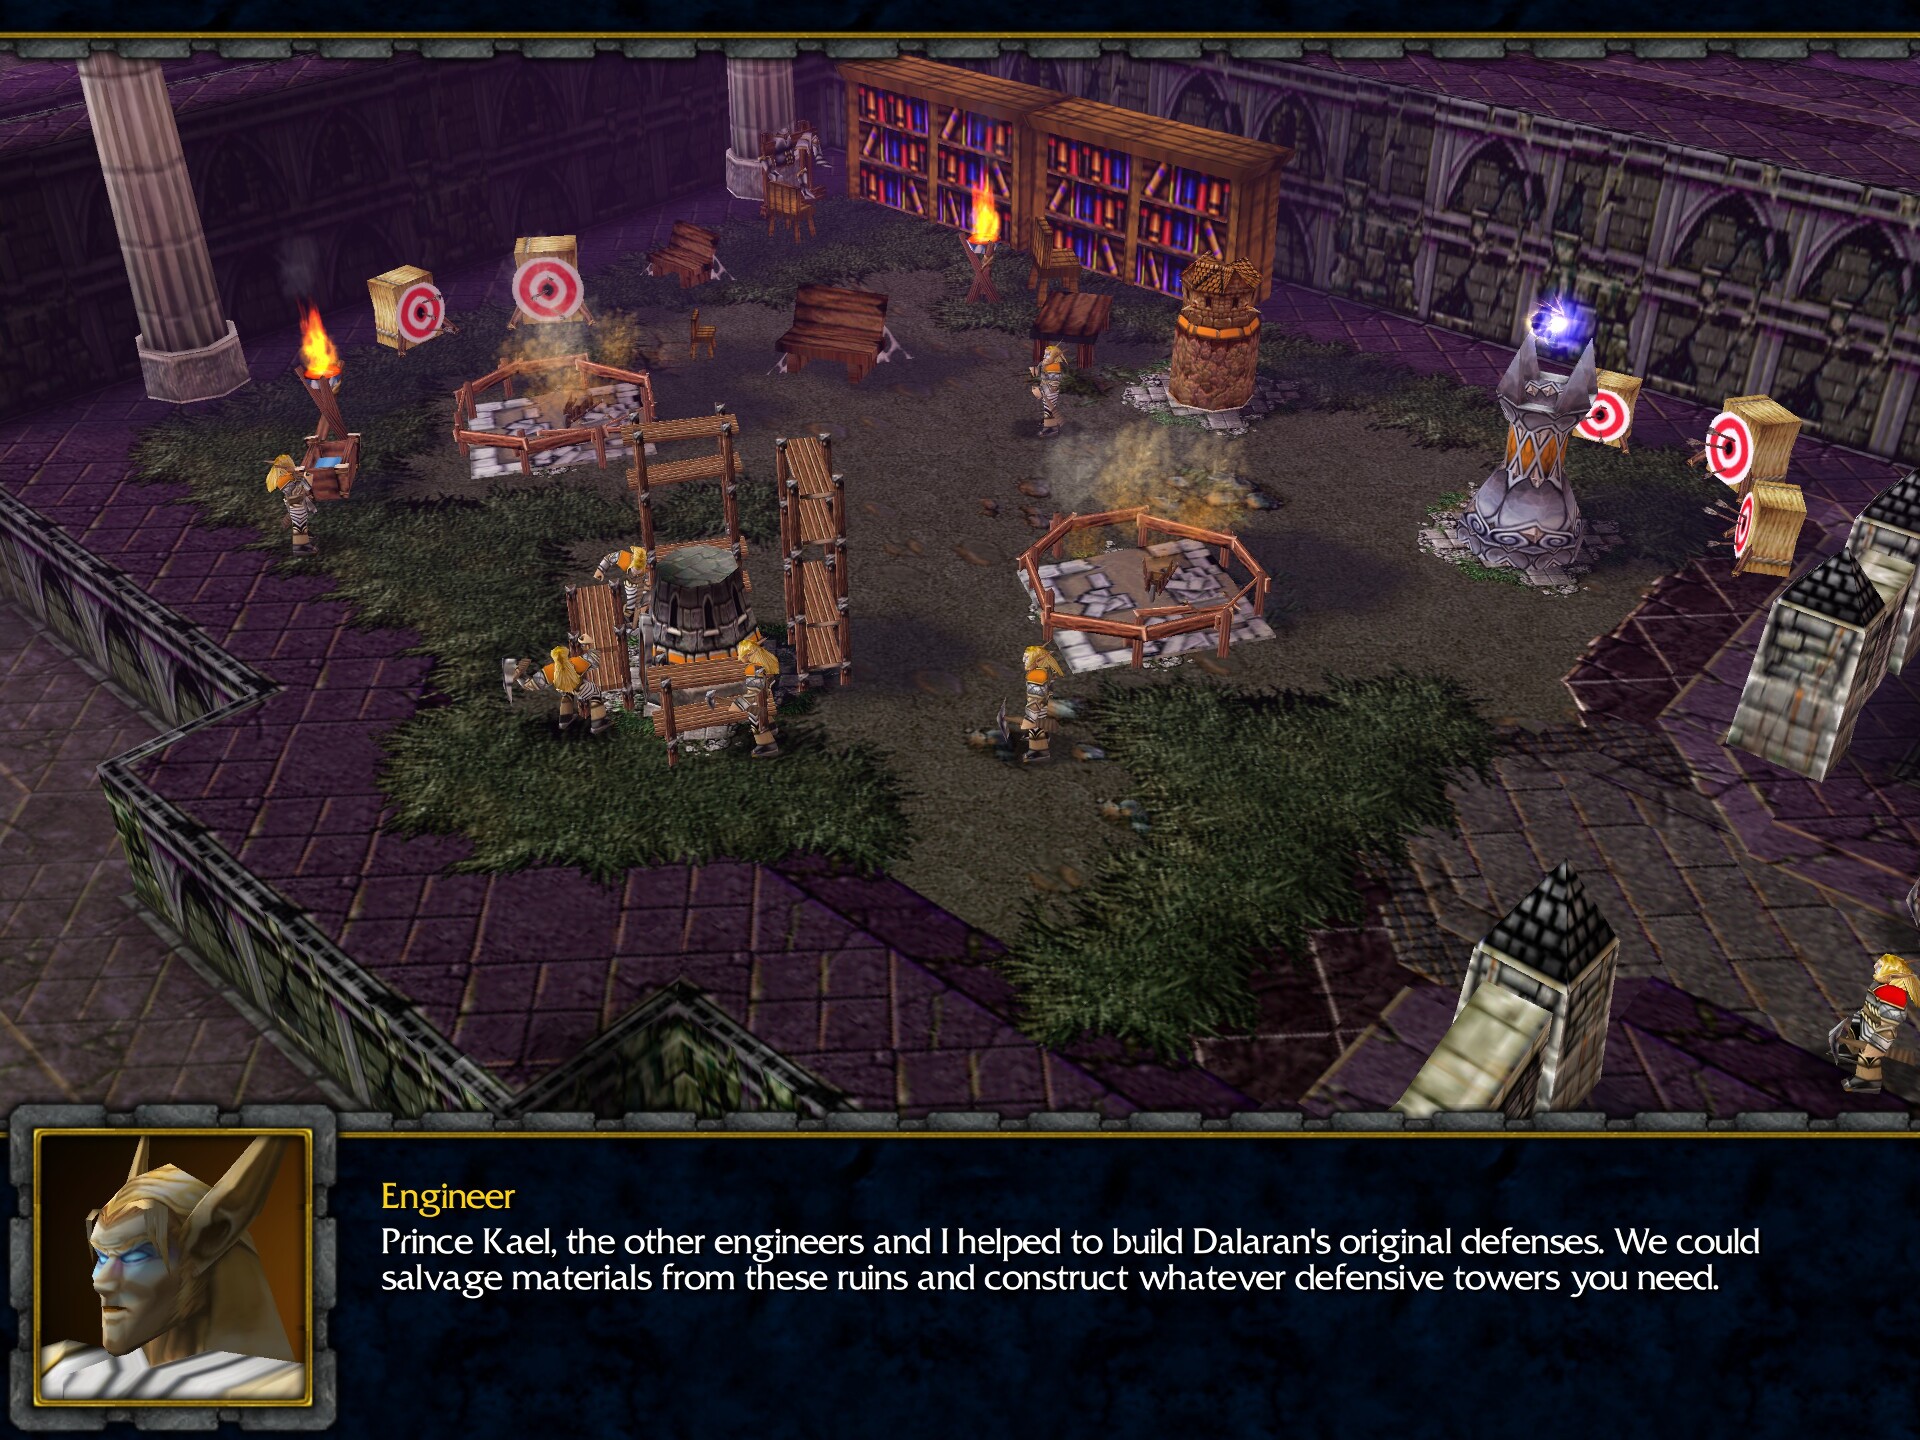 Engineer
Prince Kael, the other engineers and I helped to build Dalaran's original defenses. We could
salvage materials from these ruins and construct whatever defensive towers you need.